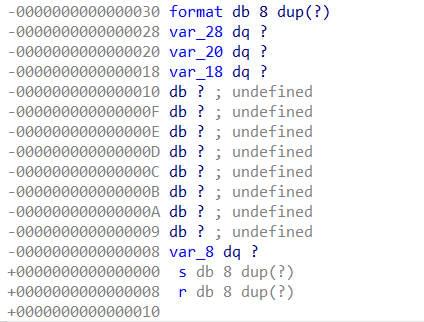 -0000000000000030 format db 8 dup(?)
-0000000000000028 var_28 dq ?
-0000000000000020 var_20 dq ?
-0000000000000018 var_18 dq ?
-0000000000000010 db ? ; undefined
-000000000000000F db ? ; undefined
-000000000000000E db ? ; undefined
-000000000000000D db ? ; undefined
-000000000000000C db ? ; undefined
-000000000000000B db ? ; undefined
-000000000000000A db ? ; undefined
-0000000000000009 db ? ; undefined
-0000000000000008 var_8 dq ?
+0000000000000000  s db 8 dup(?)
+0000000000000008  r db 8 dup(?)
+0000000000000010